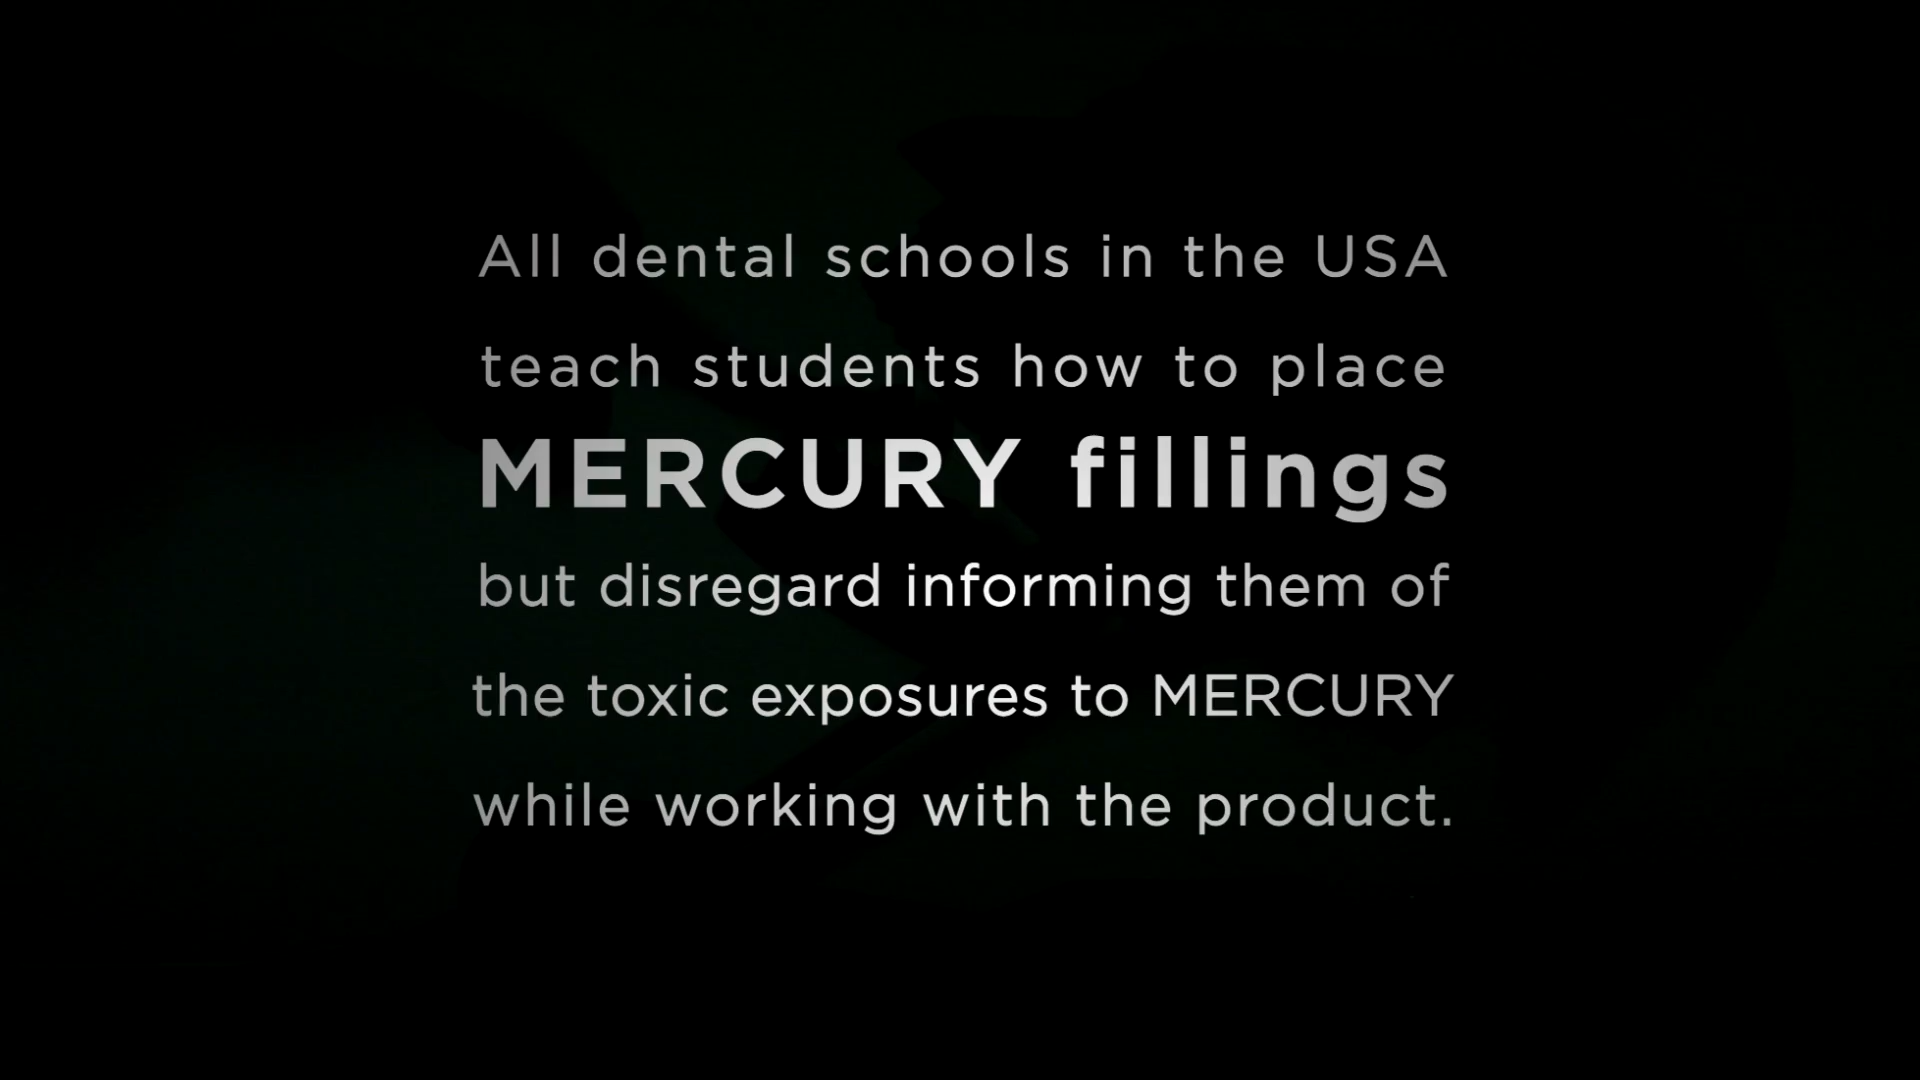 All dental schools in the USA
teach students how to place
MERCURY fillings
but disregard informing them of
the toxic exposures to MERCURY
while working with the product.